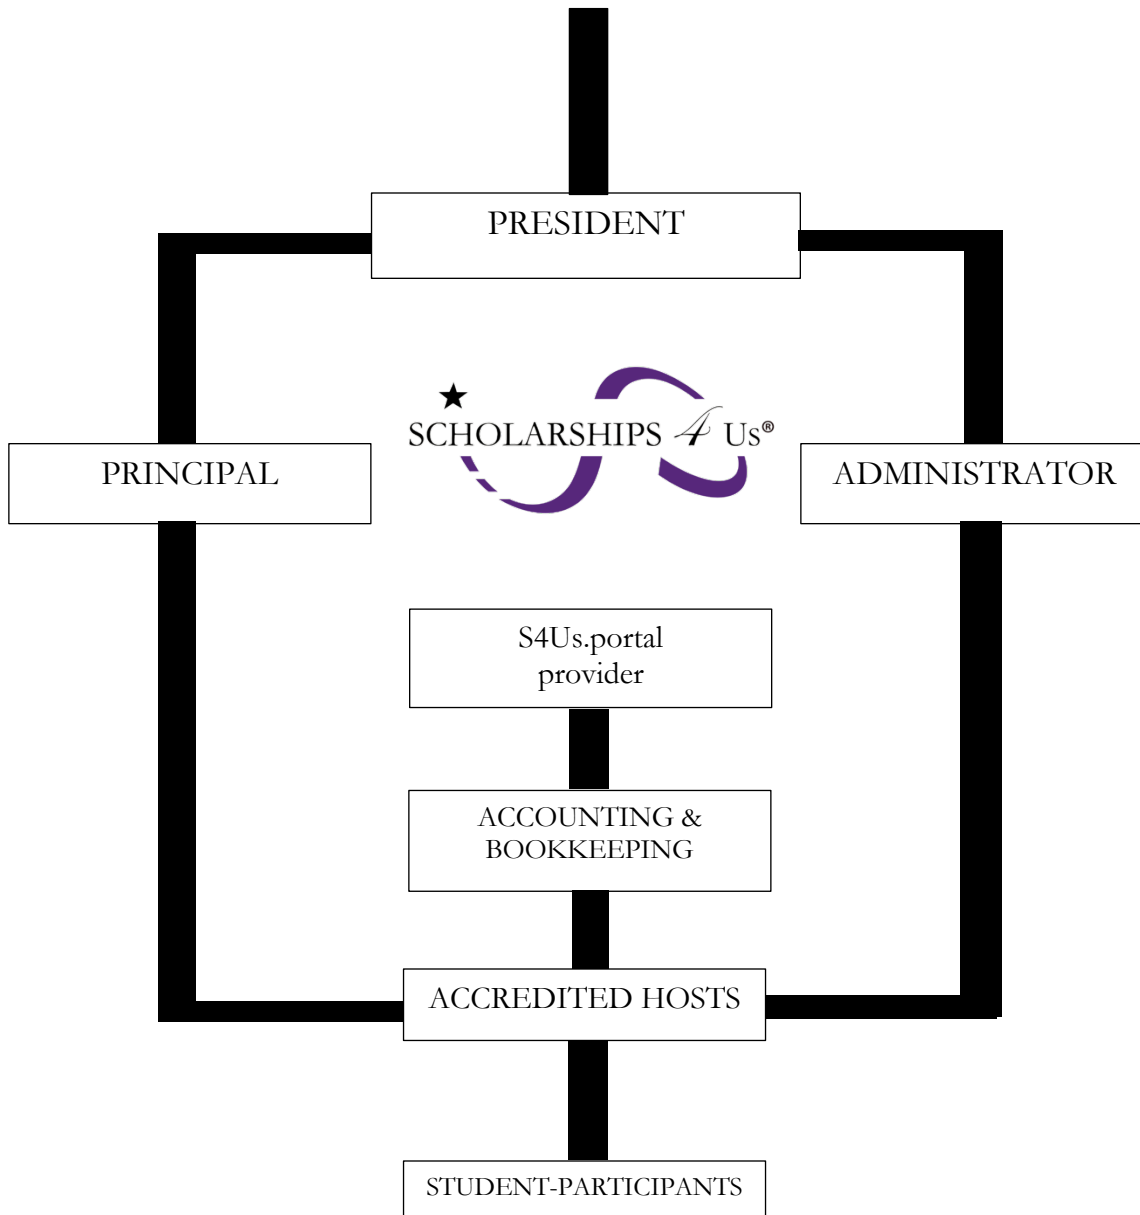 PRESIDENT
SCHOLARSHIPS 4 US®
PRINCIPAL
ADMINISTRATOR
S4Us.portal
provider
ACCOUNTING &
BOOKKEEPING
ACCREDITED HOSTS
STUDENT-PARTICIPANTS